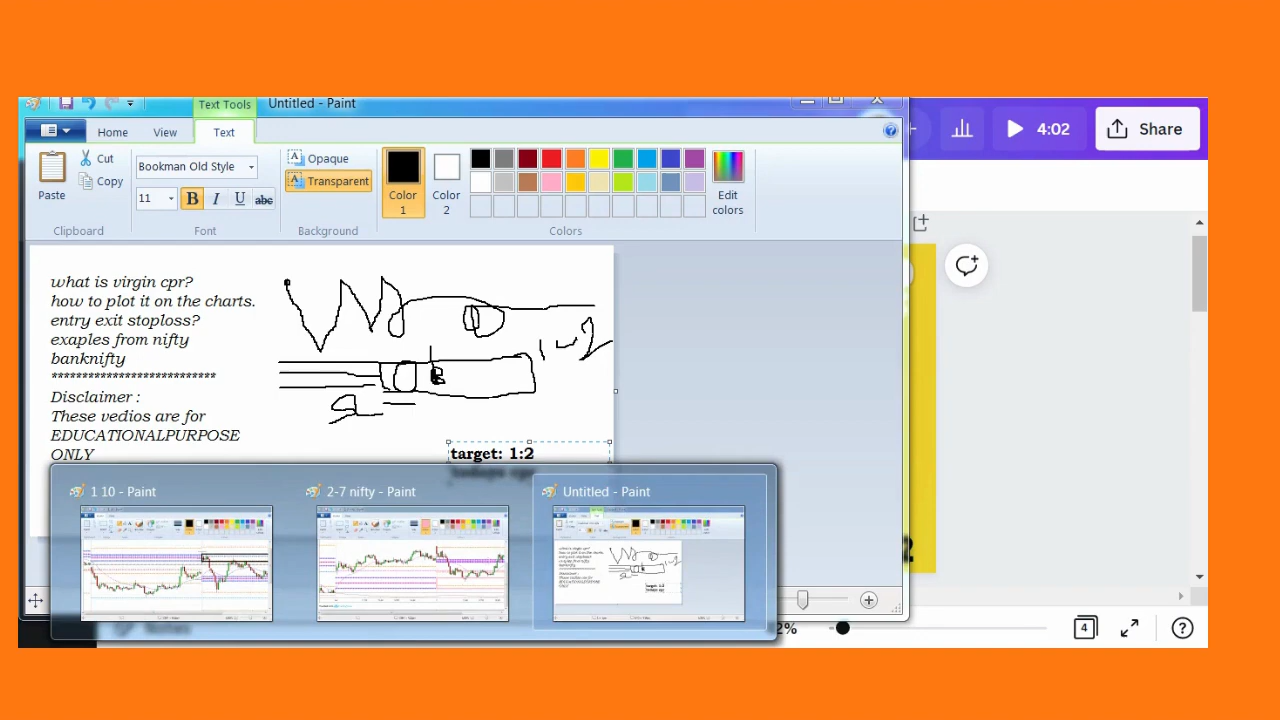 Text Tools
Untitled - Paint
Home
View
Text
Paste
Cut
Copy
Clipboard
Bookman Old Style
11
B
I
U
abc
Font
Opaque
Transparent
Background
Color
1
Color
2
Edit
colors
Colors
4:02
Share
what is virgin cpr?
how to plot it on the charts.
entry exit stoploss?
exaples from nifty
banknifty
**************************
Disclaimer :
These vedios are for
EDUCATIONALPURPOSE
ONLY
target: 1:2
1 10 - Paint
2-7 nifty - Paint
Untitled - Paint
Notes
4